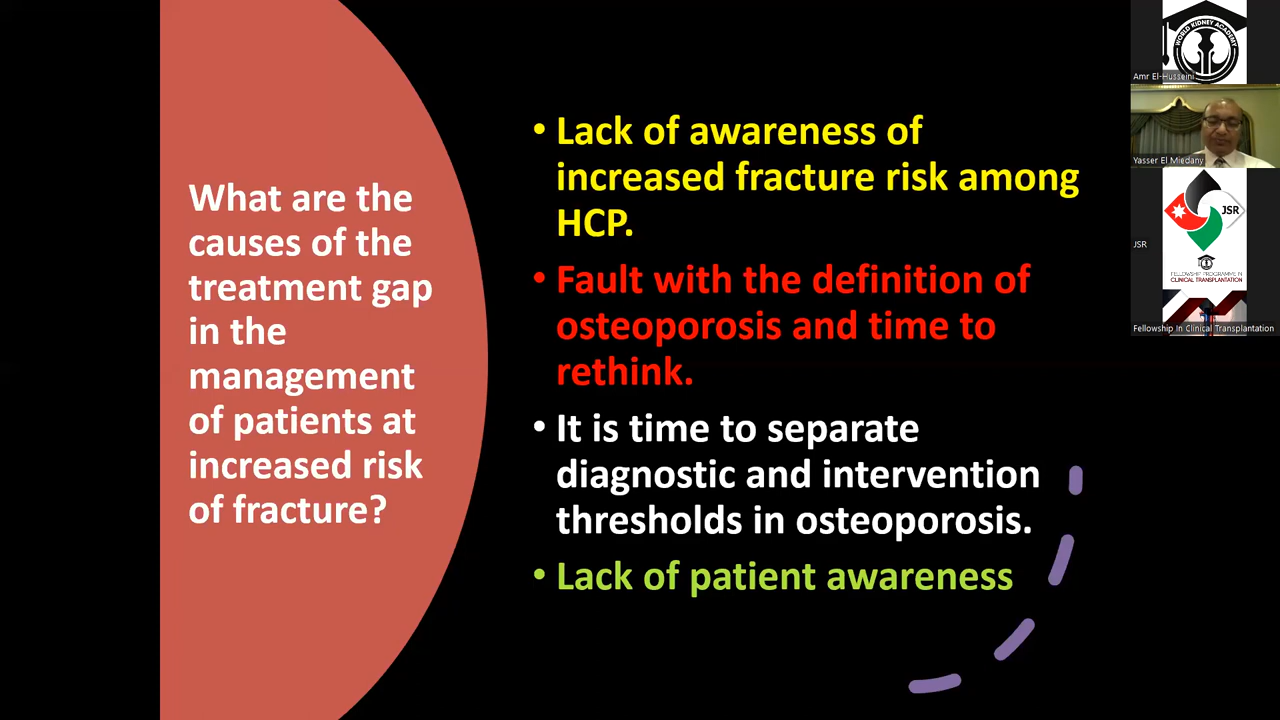 What are the
causes of the
treatment gap
in the
management
of patients at
increased risk
of fracture?
• Lack of awareness of
increased fracture risk among
HCP.
• Fault with the definition of
osteoporosis and time to
rethink.
• It is time to separate
diagnostic and intervention
thresholds in osteoporosis.
• Lack of patient awareness
WORLD KIDNEY ACADEMY
Amr El-Husseini
Yasser El Miedany
JSR
JSR
FELLOWSHIP PROGRAMME IN
CLINICAL TRANSPLANTATION
Fellowship In Clinical Transplantation